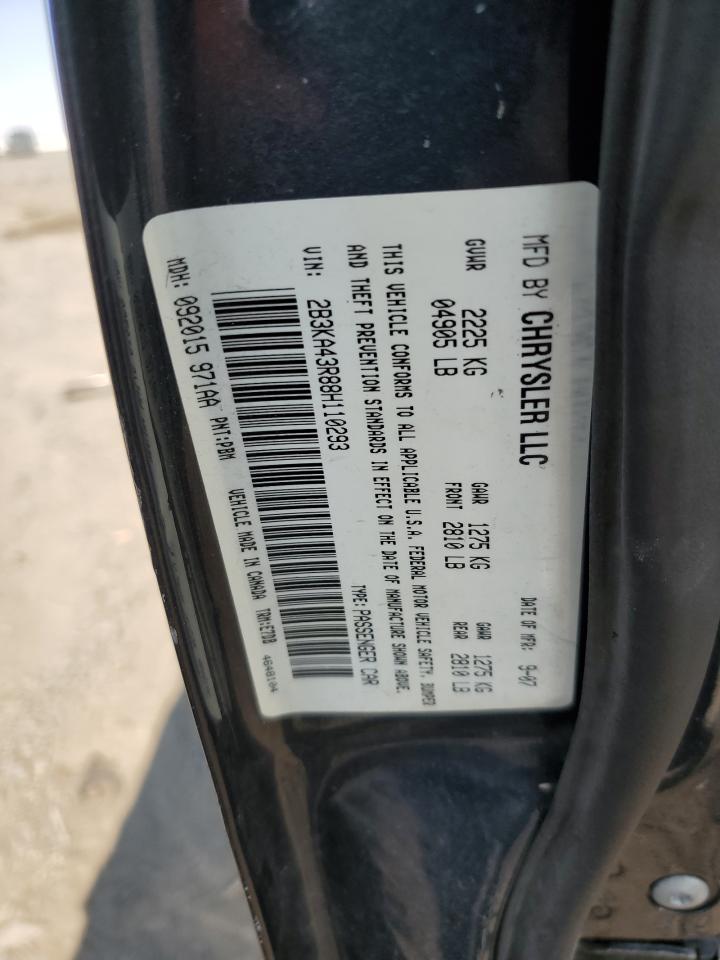 MFD BY CHRYSLER LLC
DATE OF MFR: 9-07
GVWR 2225 KG
04905 LB
GAWR 1275 KG
FRONT 2810 LB
GAWR 1275 KG
REAR 2810 LB
THIS VEHICLE CONFORMS TO ALL APPLICABLE U.S.A. FEDERAL MOTOR VEHICLE SAFETY, BUMPER
AND THEFT PREVENTION STANDARDS IN EFFECT ON THE DATE OF MANUFACTURE SHOWN ABOVE.
VIN: 2B3KA43R88H110293
TYPE: PASSENGER CAR
MDH: 092015 971AA PNT:PBM VEHICLE MADE IN CANADA TRM:E7DB 4648104